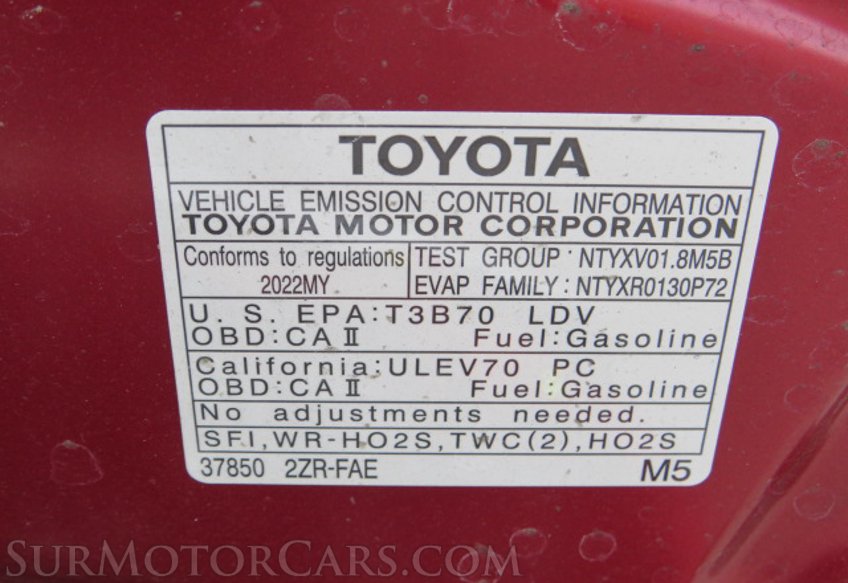 TOYOTA
VEHICLE EMISSION CONTROL INFORMATION
TOYOTA MOTOR CORPORATION
Conforms to regulations
2022MY
TEST GROUP : NTYXV01.8M5B
EVAP FAMILY : NTYXR0130P72
U. S. EPA:T3B70 LDV
OBD:CA Ⅱ Fuel:Gasoline
California:ULEV70 PC
OBD:CA Ⅱ Fuel:Gasoline
No adjustments needed.
SFI,WR-HO2S,TWC(2),HO2S
37850 2ZR-FAE M5
SURMOTORCARS.COM